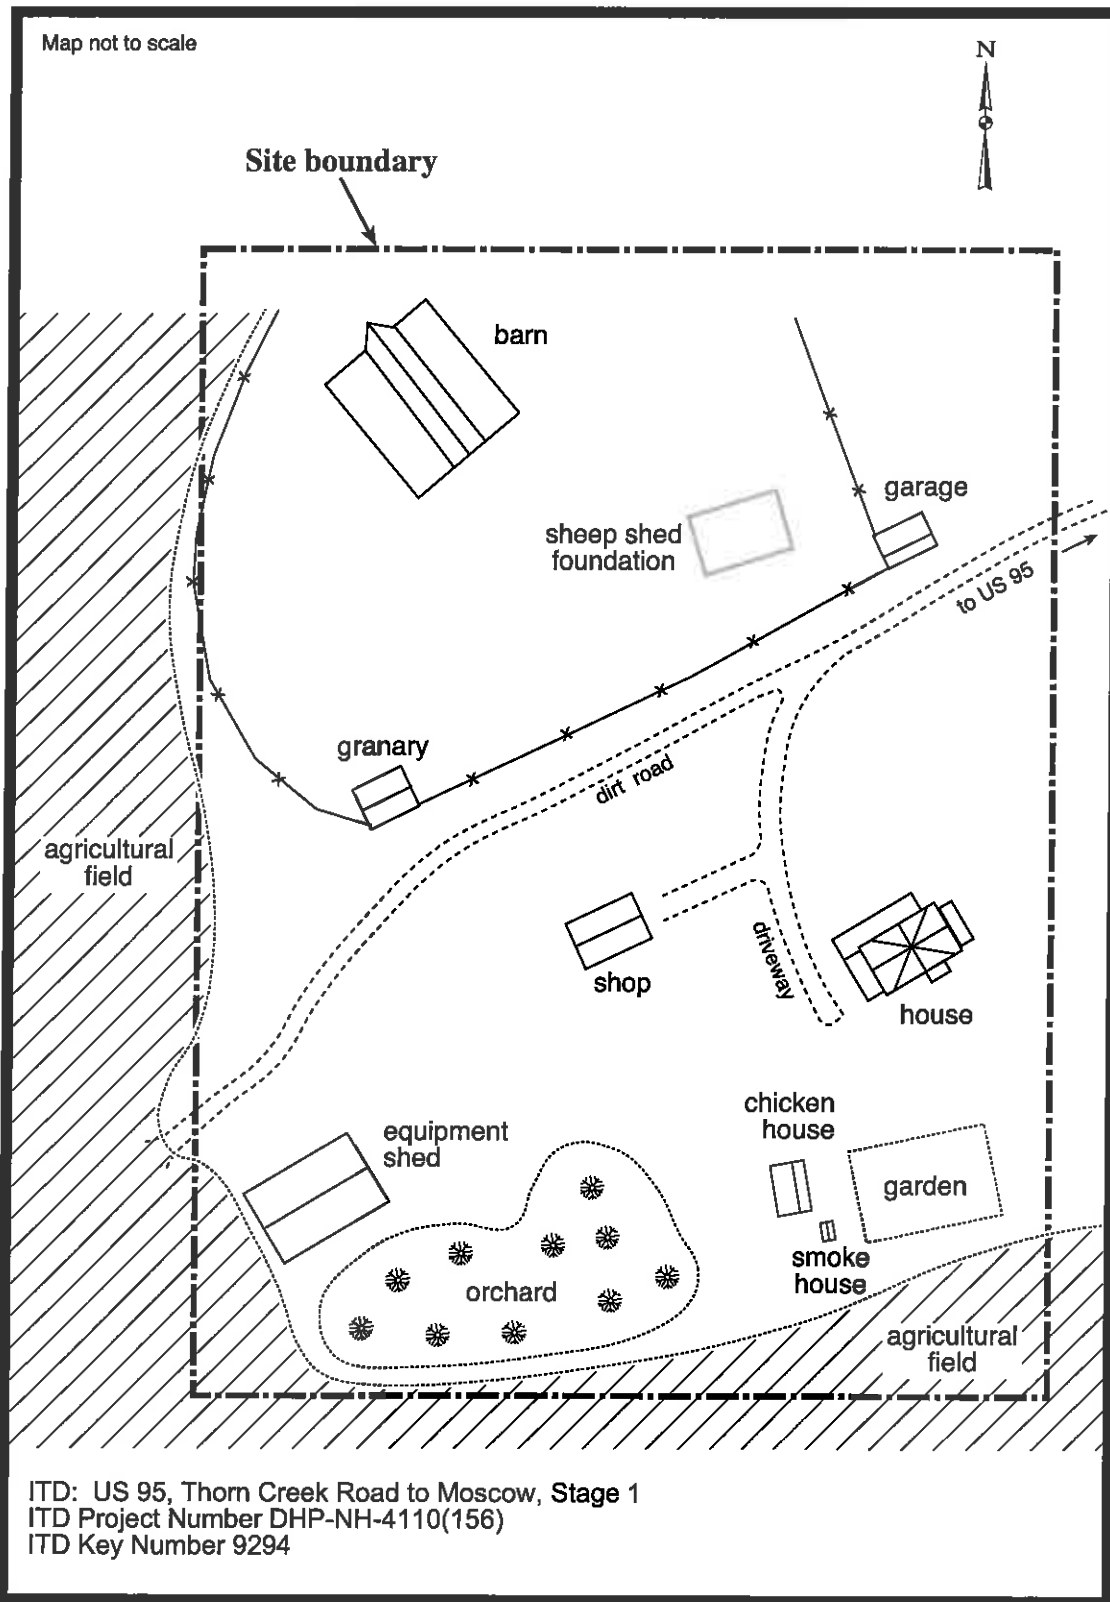 Map not to scale
N
Site boundary
barn
garage
sheep shed
foundation
to US 95
granary
dirt road
agricultural
field
driveway
shop
house
chicken
house
equipment
shed
garden
smoke
house
orchard
agricultural
field
ITD: US 95, Thorn Creek Road to Moscow, Stage 1
ITD Project Number DHP-NH-4110(156)
ITD Key Number 9294